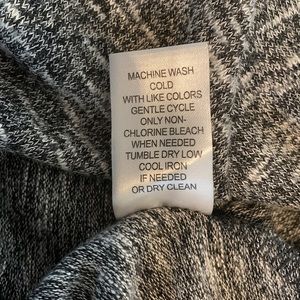 MACHINE WASH
COLD
WITH LIKE COLORS
GENTLE CYCLE
ONLY NON-
CHLORINE BLEACH
WHEN NEEDED
TUMBLE DRY LOW
COOL IRON
IF NEEDED
OR DRY CLEAN